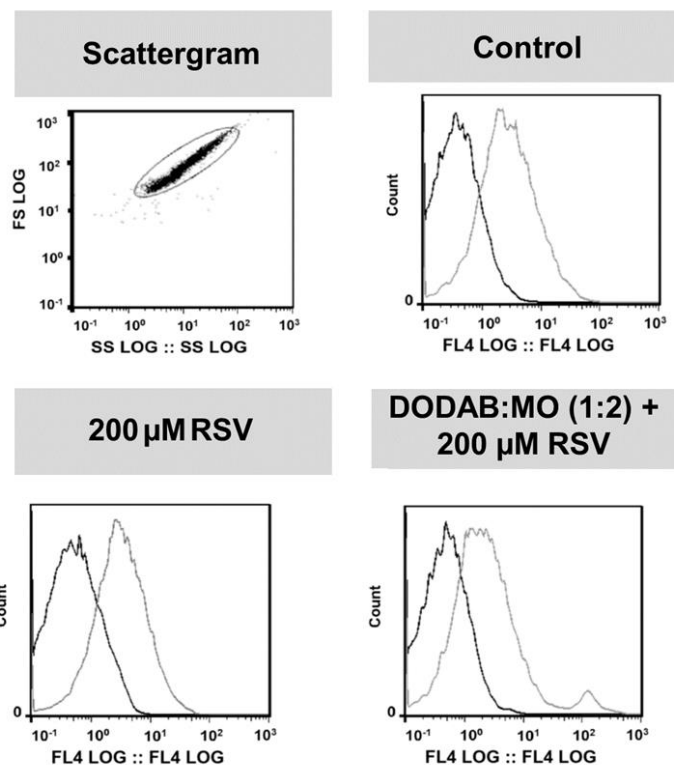 Scattergram
Control
FS LOG
10³
10²
10¹
10⁰
10⁻¹
10⁻¹ 10⁰ 10¹ 10² 10³
SS LOG :: SS LOG
Count
0
10⁻¹ 10⁰ 10¹ 10² 10³
FL4 LOG :: FL4 LOG
200 µM RSV
DODAB:MO (1:2) +
200 µM RSV
Count
0
10⁻¹ 10⁰ 10¹ 10² 10³
FL4 LOG :: FL4 LOG
Count
0
10⁻¹ 10⁰ 10¹ 10² 10³
FL4 LOG :: FL4 LOG